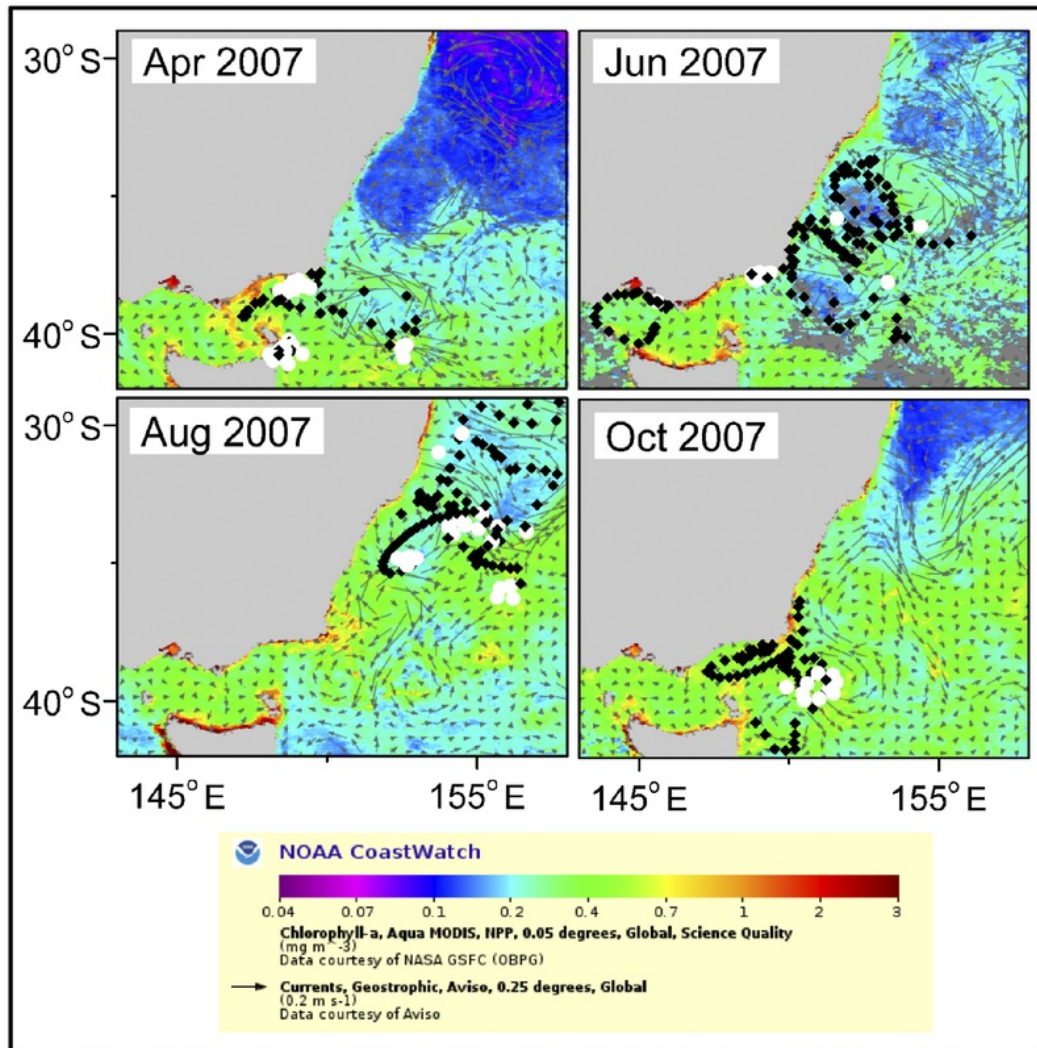 Apr 2007
Jun 2007
30° S
40° S
Aug 2007
Oct 2007
30° S
40° S
145° E
155° E
145° E
155° E
NOAA CoastWatch
0.04 0.07 0.1 0.2 0.4 0.7 1 2 3
Chlorophyll-a, Aqua MODIS, NPP, 0.05 degrees, Global, Science Quality
(mg m^-3)
Data courtesy of NASA GSFC (OBPG)
Currents, Geostrophic, Aviso, 0.25 degrees, Global
(0.2 m s-1)
Data courtesy of Aviso